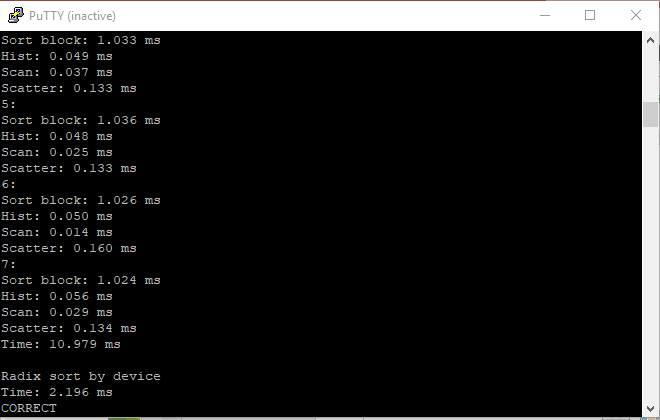 PuTTY (inactive)
Sort block: 1.033 ms
Hist: 0.049 ms
Scan: 0.037 ms
Scatter: 0.133 ms
5:
Sort block: 1.036 ms
Hist: 0.048 ms
Scan: 0.025 ms
Scatter: 0.133 ms
6:
Sort block: 1.026 ms
Hist: 0.050 ms
Scan: 0.014 ms
Scatter: 0.160 ms
7:
Sort block: 1.024 ms
Hist: 0.056 ms
Scan: 0.029 ms
Scatter: 0.134 ms
Time: 10.979 ms
Radix sort by device
Time: 2.196 ms
CORRECT